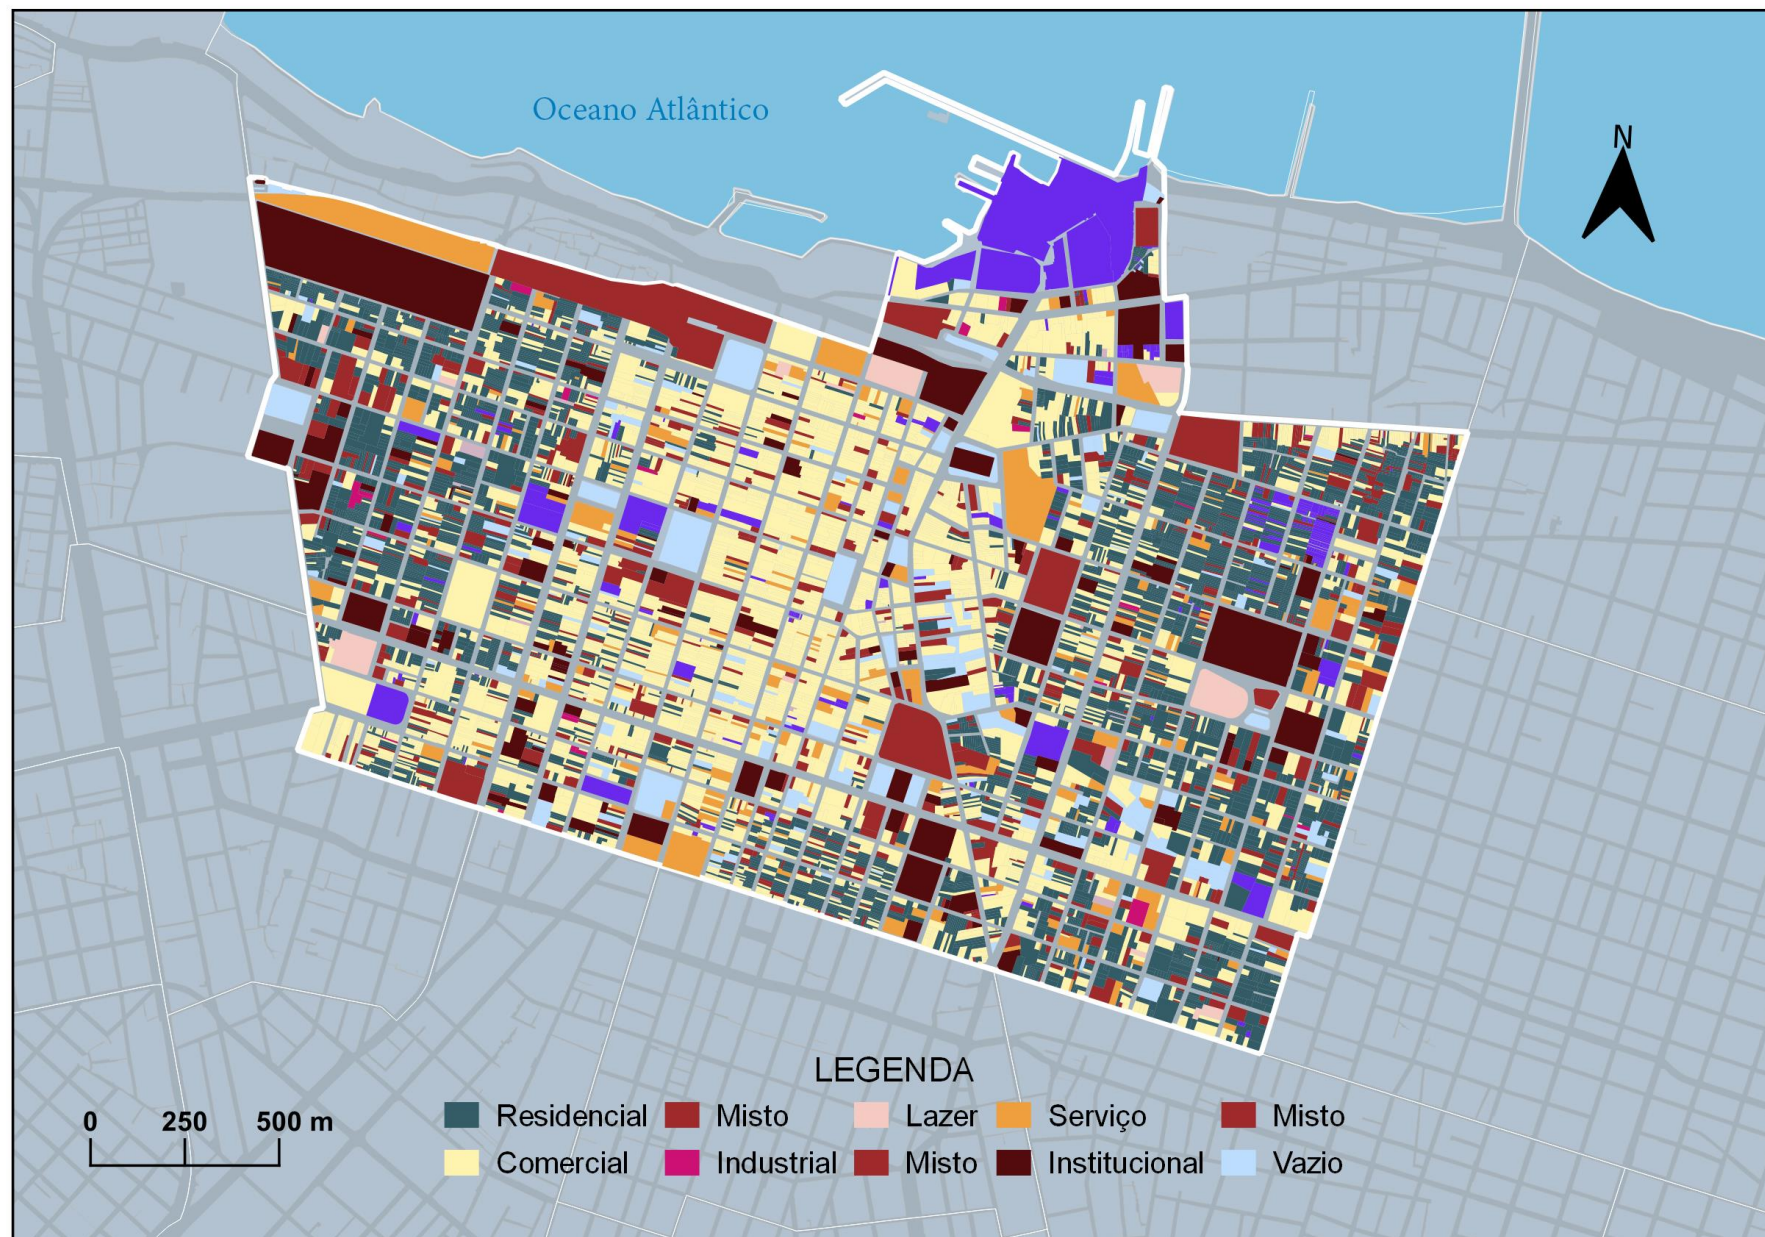 Oceano Atlântico
N
LEGENDA
0 250 500 m
Residencial Misto Lazer Serviço Misto
Comercial Industrial Misto Institucional Vazio